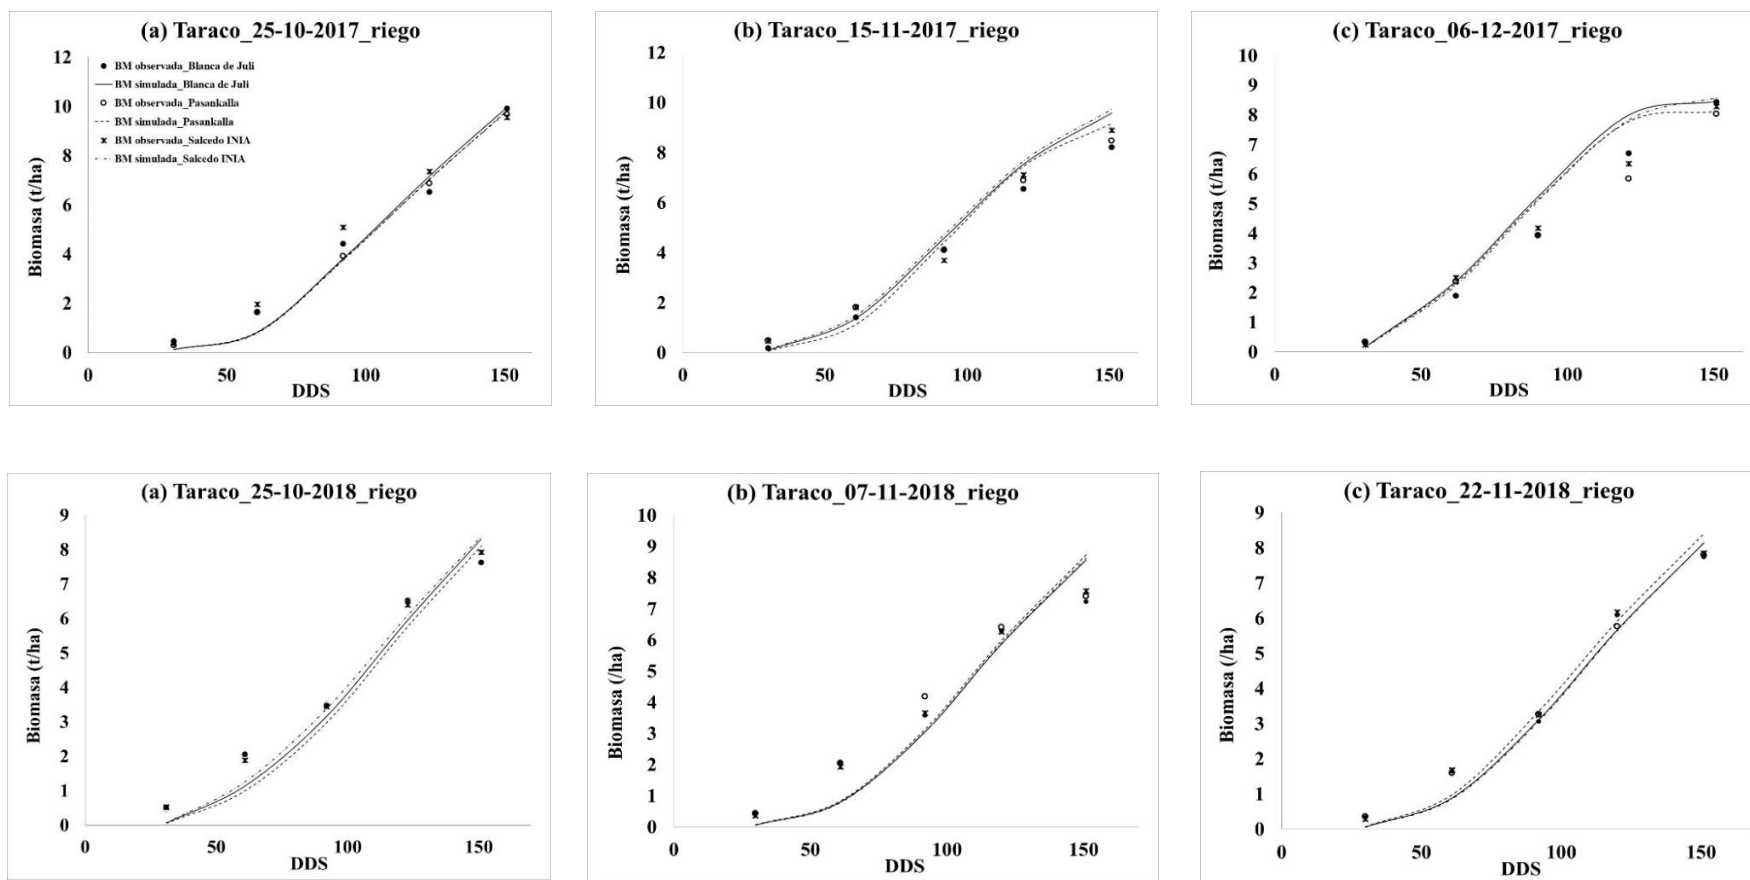 (a) Taraco_25-10-2017_riego
12
10
8
6
4
2
0
Biomasa (t/ha)
BM observada_Blanca de Juli
BM simulada_Blanca de Juli
BM observada_Pasankalla
BM simulada_Pasankalla
BM observada_Salcedo INIA
BM simulada_Salcedo INIA
0 50 100 150
DDS
(b) Taraco_15-11-2017_riego
12
10
8
6
4
2
0
Biomasa (t/ha)
0 50 100 150
DDS
(c) Taraco_06-12-2017_riego
10
9
8
7
6
5
4
3
2
1
0
Biomasa (t/ha)
0 50 100 150
DDS
(a) Taraco_25-10-2018_riego
9
8
7
6
5
4
3
2
1
0
Biomasa (t/ha)
0 50 100 150
DDS
(b) Taraco_07-11-2018_riego
10
9
8
7
6
5
4
3
2
1
0
Biomasa (/ha)
0 50 100 150
DDS
(c) Taraco_22-11-2018_riego
9
8
7
6
5
4
3
2
1
0
Biomasa (/ha)
0 50 100 150
DDS